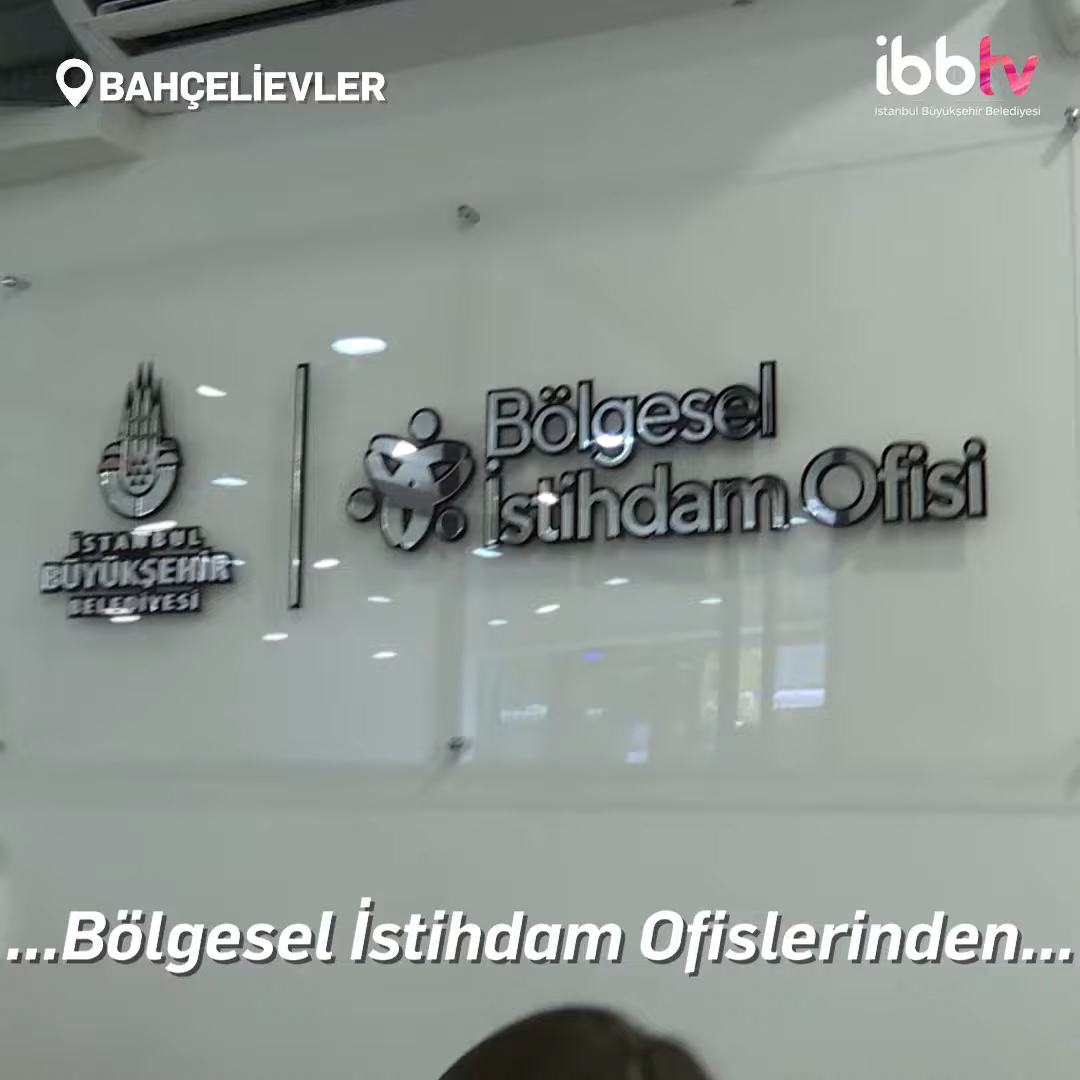 BAHÇELİEVLER
ibbtv
İstanbul Büyükşehir Belediyesi
Bölgesel
İstihdam Ofisi
İSTANBUL
BÜYÜKŞEHİR
BELEDİYESİ
...Bölgesel İstihdam Ofislerinden...